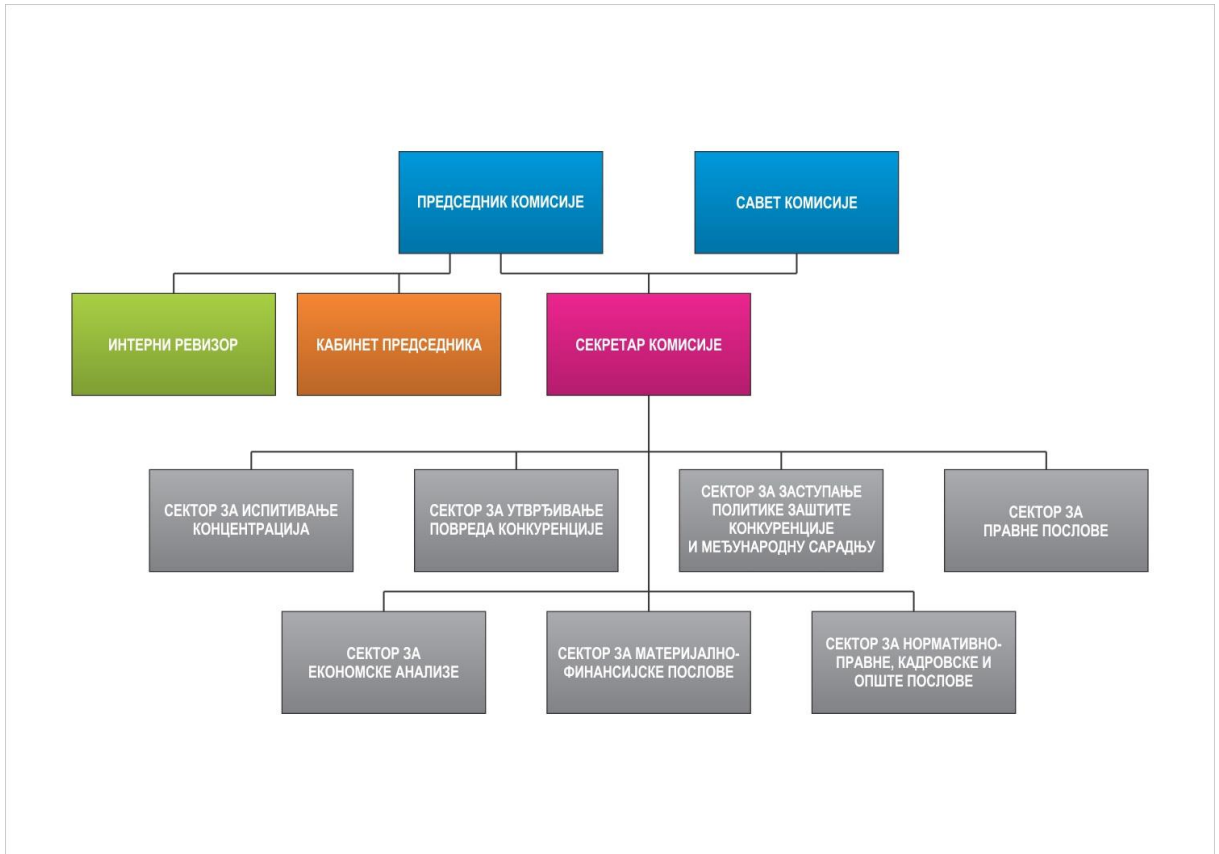 ПРЕДСЕДНИК КОМИСИЈЕ
САВЕТ КОМИСИЈЕ
ИНТЕРНИ РЕВИЗОР
КАБИНЕТ ПРЕДСЕДНИКА
СЕКРЕТАР КОМИСИЈЕ
СЕКТОР ЗА ИСПИТИВАЊЕ
КОНЦЕНТРАЦИЈА
СЕКТОР ЗА УТВРЂИВАЊЕ
ПОВРЕДА КОНКУРЕНЦИЈЕ
СЕКТОР ЗА ЗАСТУПАЊЕ
ПОЛИТИКЕ ЗАШТИТЕ
КОНКУРЕНЦИЈЕ
И МЕЂУНАРОДНУ САРАДЊУ
СЕКТОР ЗА
ПРАВНЕ ПОСЛОВЕ
СЕКТОР ЗА
ЕКОНОМСКЕ АНАЛИЗЕ
СЕКТОР ЗА МАТЕРИЈАЛНО-
ФИНАНСИЈСКЕ ПОСЛОВЕ
СЕКТОР ЗА НОРМАТИВНО-
ПРАВНЕ, КАДРОВСКЕ И
ОПШТЕ ПОСЛОВЕ